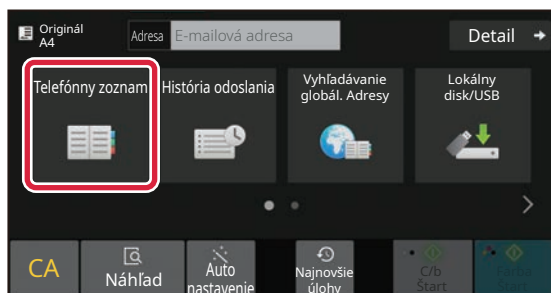 Originál
A4
Adresa
E-mailová adresa
Detail
Telefónny zoznam
História odoslania
Vyhľadávanie
globál. Adresy
Lokálny
disk/USB
CA
Náhľad
Auto
nastavenie
Najnovšie
úlohy
C/b
Štart
Farba
Štart